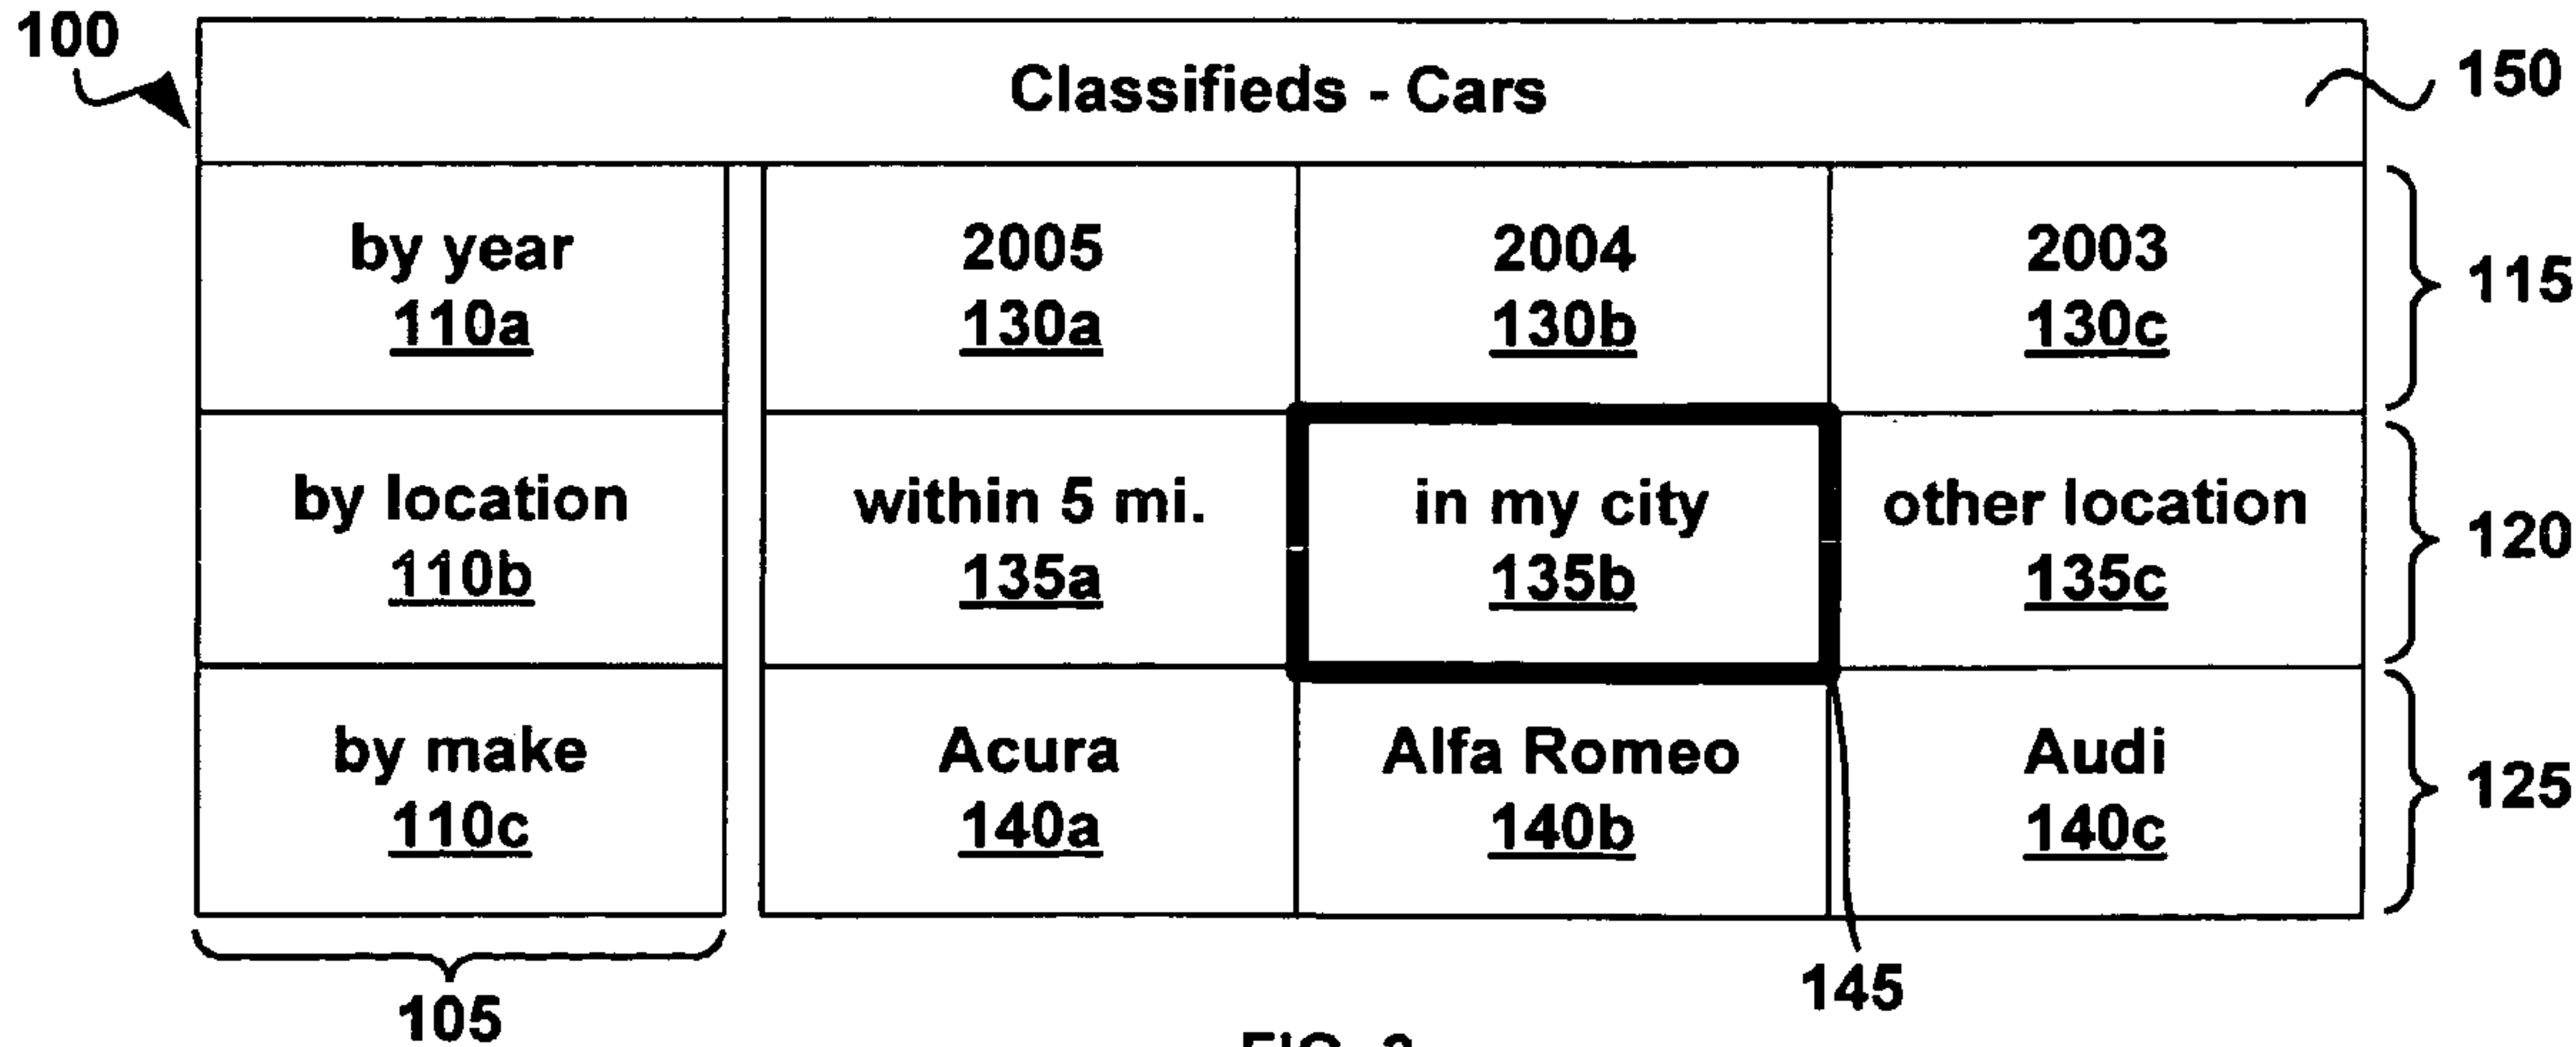 100
Classifieds - Cars
150
by year
110a
2005
130a
2004
130b
2003
130c
115
by location
110b
within 5 mi.
135a
in my city
135b
other location
135c
120
by make
110c
Acura
140a
Alfa Romeo
140b
Audi
140c
125
105
145